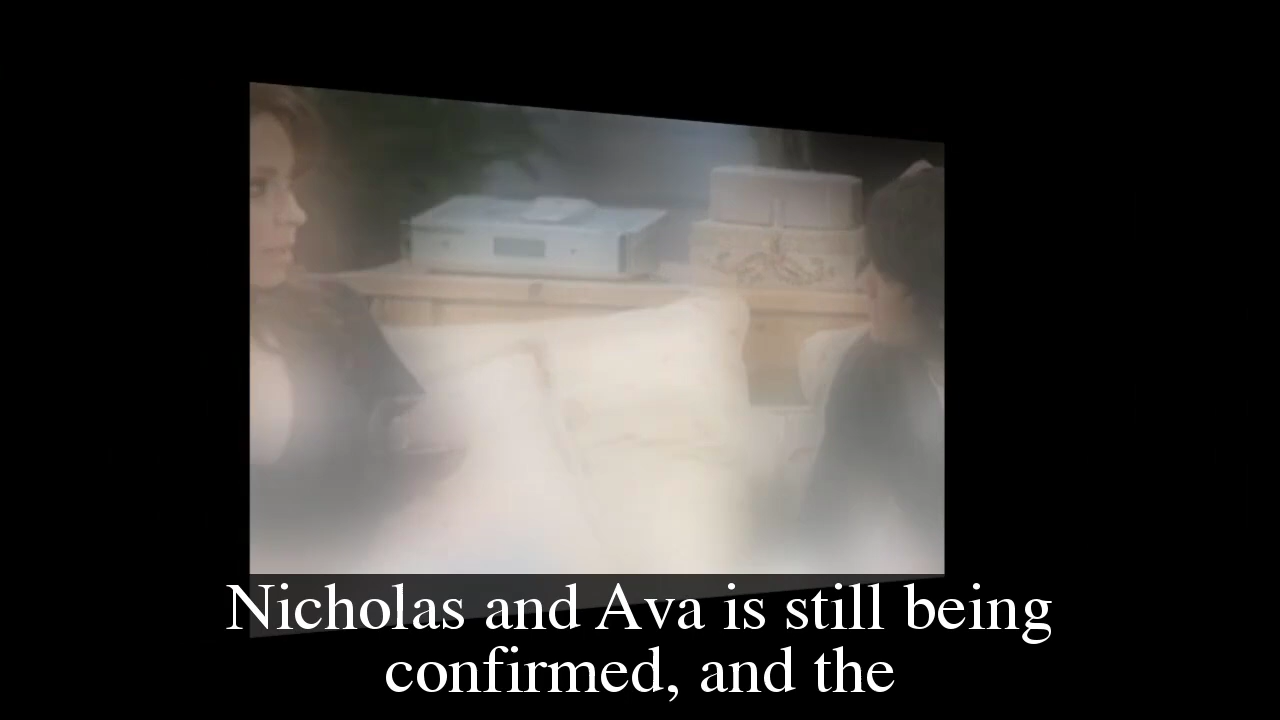 Nicholas and Ava is still being
confirmed, and the